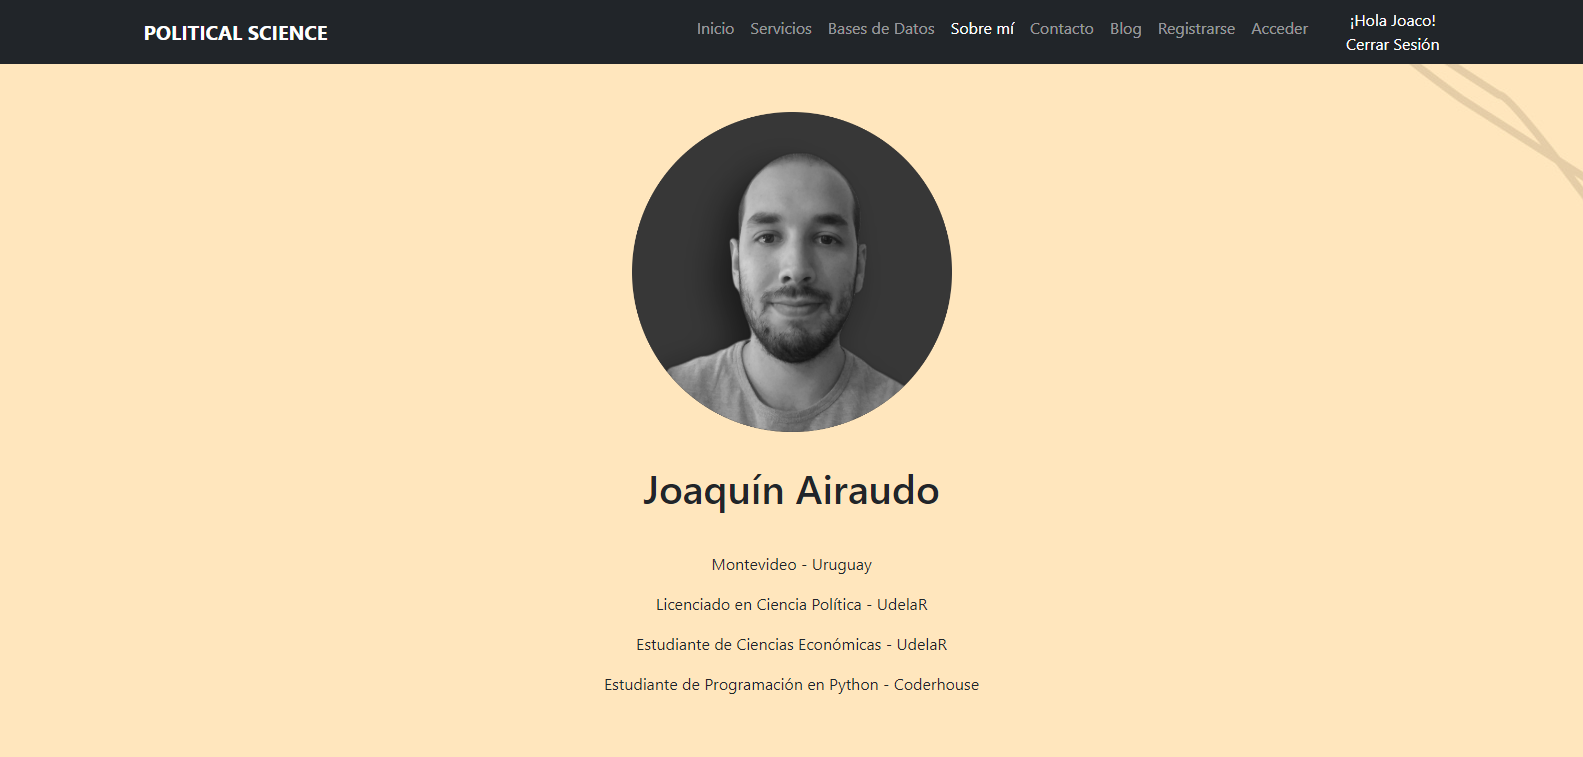 POLITICAL SCIENCE
Inicio Servicios Bases de Datos Sobre mí Contacto Blog Registrarse Acceder
¡Hola Joaco!
Cerrar Sesión
Joaquín Airaudo
Montevideo - Uruguay
Licenciado en Ciencia Política - UdelaR
Estudiante de Ciencias Económicas - UdelaR
Estudiante de Programación en Python - Coderhouse